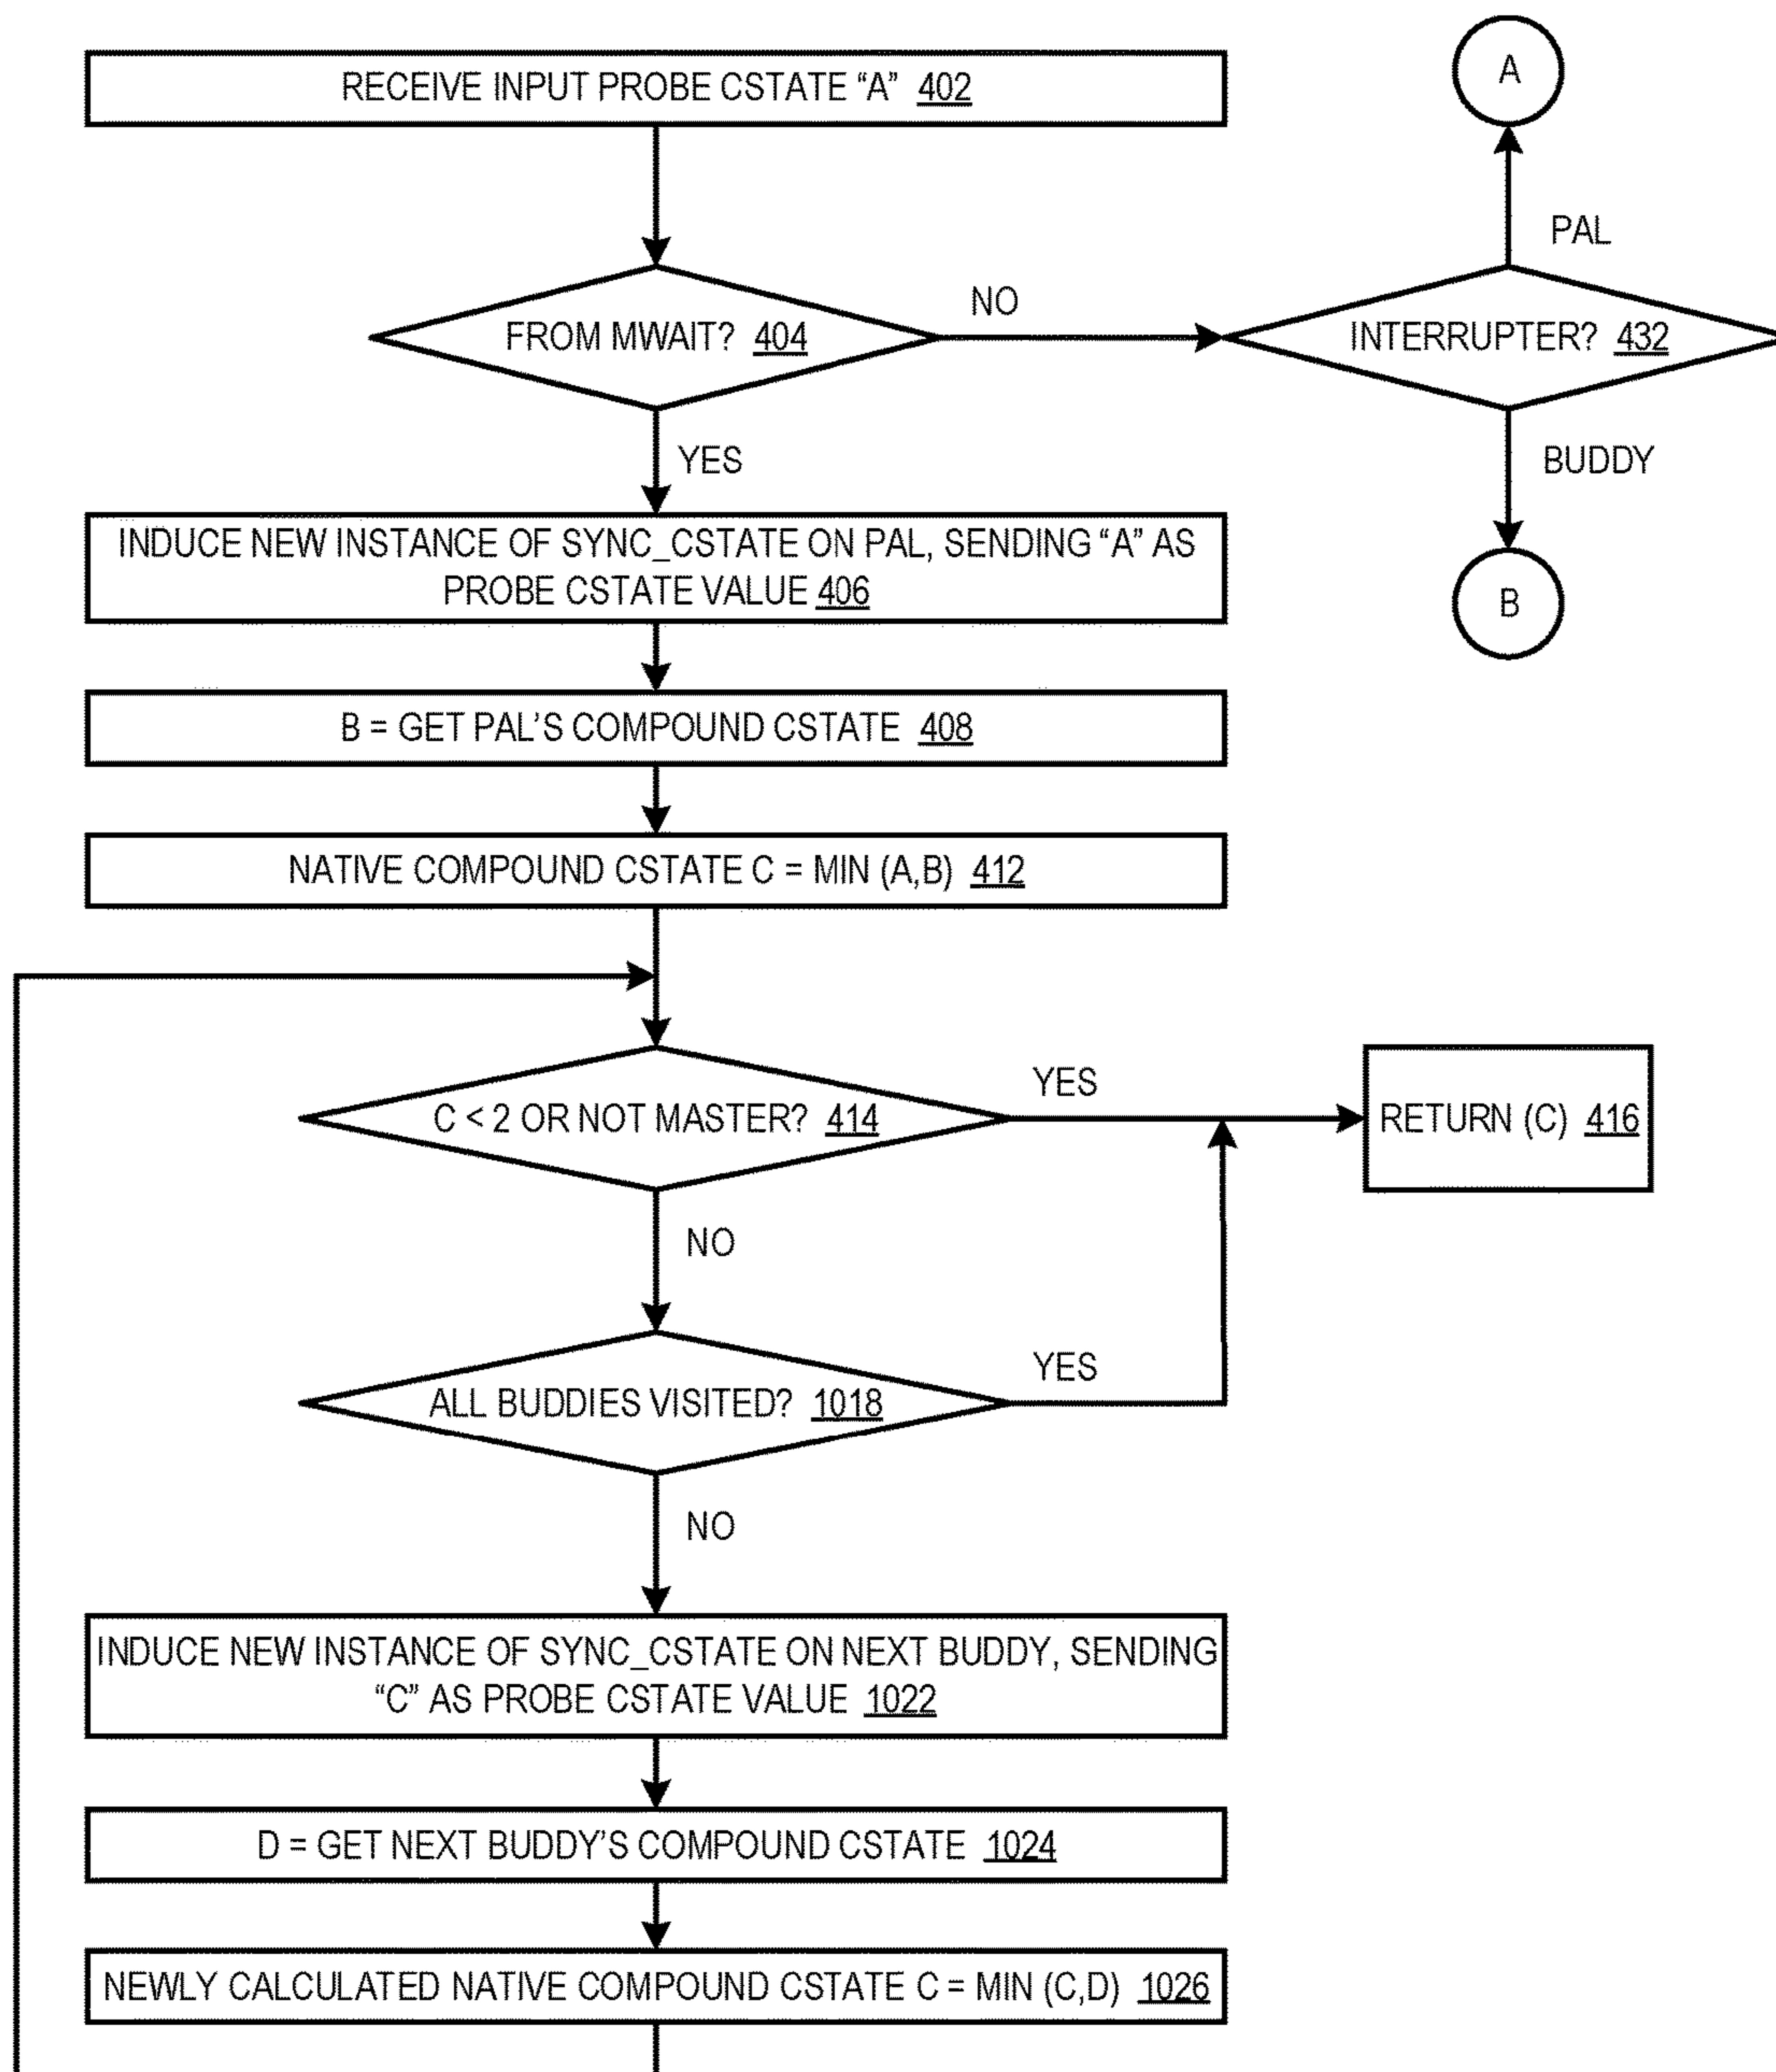 RECEIVE INPUT PROBE CSTATE “A” 402
A
PAL
FROM MWAIT? 404
NO
INTERRUPTER? 432
YES
BUDDY
B
INDUCE NEW INSTANCE OF SYNC_CSTATE ON PAL, SENDING “A” AS
PROBE CSTATE VALUE 406
B = GET PAL’S COMPOUND CSTATE 408
NATIVE COMPOUND CSTATE C = MIN (A,B) 412
C < 2 OR NOT MASTER? 414
YES
RETURN (C) 416
NO
ALL BUDDIES VISITED? 1018
YES
NO
INDUCE NEW INSTANCE OF SYNC_CSTATE ON NEXT BUDDY, SENDING
“C” AS PROBE CSTATE VALUE 1022
D = GET NEXT BUDDY’S COMPOUND CSTATE 1024
NEWLY CALCULATED NATIVE COMPOUND CSTATE C = MIN (C,D) 1026